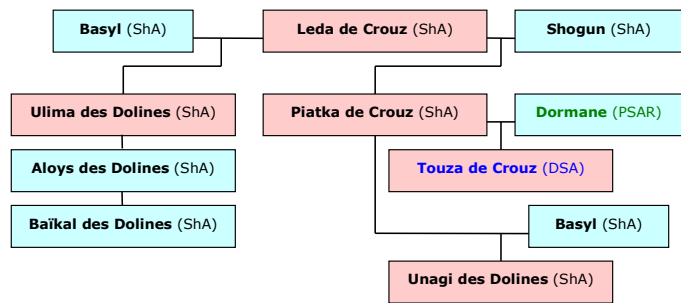 Basyl (ShA)
Leda de Crouz (ShA)
Shogun (ShA)
Ulima des Dolines (ShA)
Piatka de Crouz (ShA)
Dormane (PSAR)
Aloys des Dolines (ShA)
Touza de Crouz (DSA)
Baïkal des Dolines (ShA)
Basyl (ShA)
Unagi des Dolines (ShA)